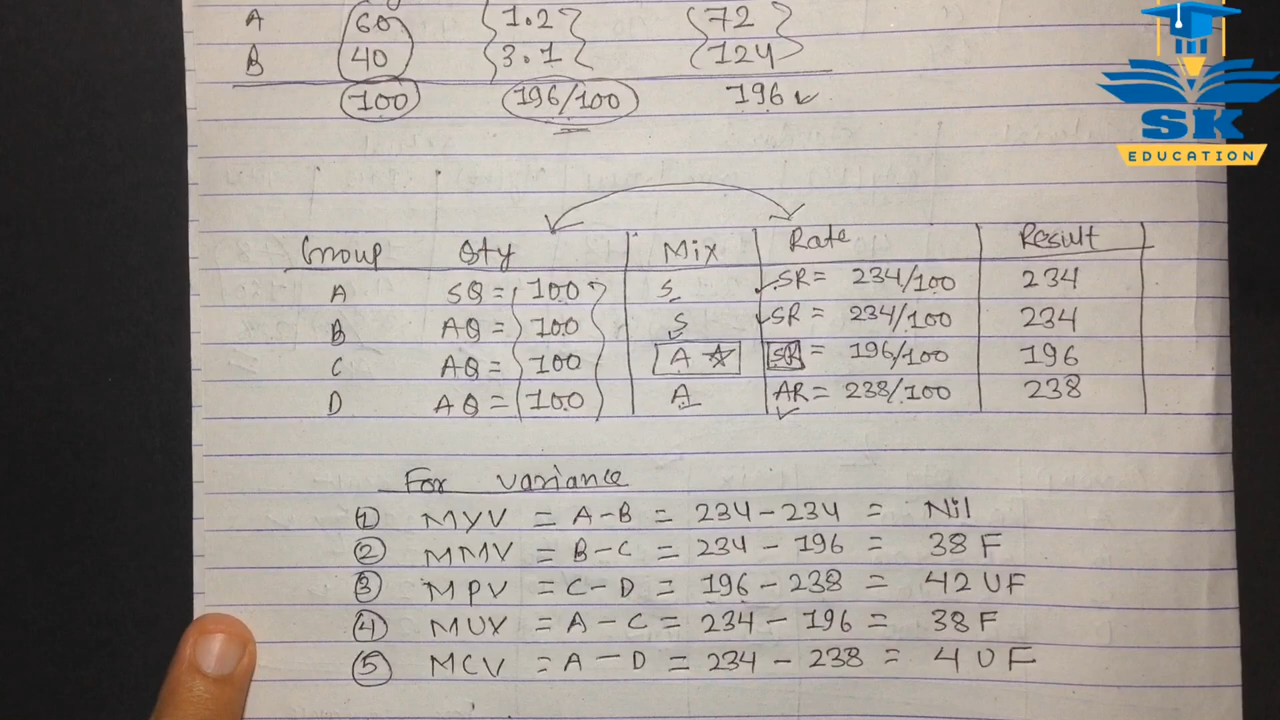 A 60 1.2 72
B 40 3.1 124
100 196/100 196 ✓
SK
EDUCATION
Group Qty Mix Rate Result
A SQ = 100 S SR = 234/100 234
B AQ = 100 S SR = 234/100 234
C AQ = 100 A ☆ SR = 196/100 196
D AQ = 100 A AR = 238/100 238
For variance
① MYV = A-B = 234-234 = Nil
② MMV = B-C = 234-196 = 38 F
③ MPV = C-D = 196-238 = 42 UF
④ MUV = A-C = 234-196 = 38 F
⑤ MCV = A-D = 234-238 = 4 UF